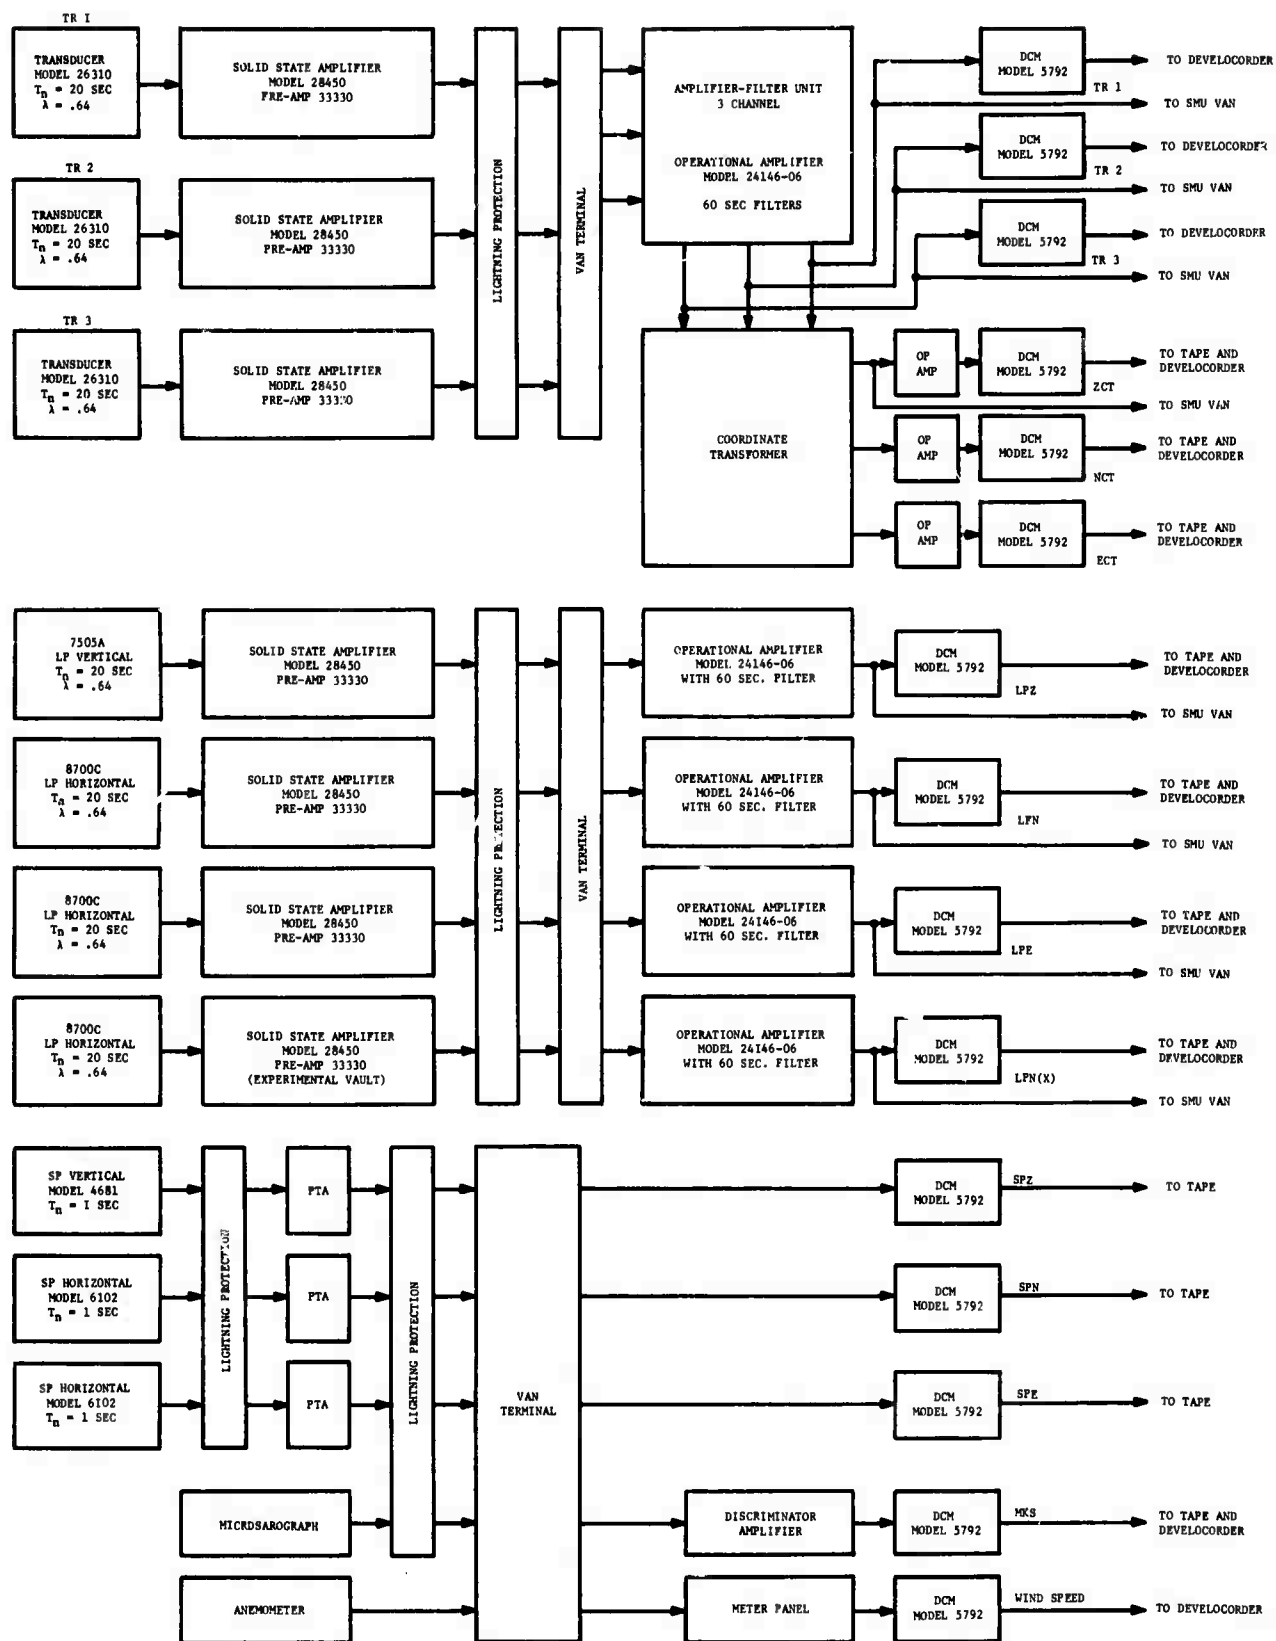 TR I
TRANSDUCER
MODEL 26310
Tn = 20 SEC
λ = .64
SOLID STATE AMPLIFIER
MODEL 28450
PRE-AMP 33330
TR 2
TRANSDUCER
MODEL 26310
Tn = 20 SEC
λ = .64
SOLID STATE AMPLIFIER
MODEL 28450
PRE-AMP 33330
TR 3
TRANSDUCER
MODEL 26310
Tn = 20 SEC
λ = .64
SOLID STATE AMPLIFIER
MODEL 28450
PRE-AMP
LIGHTNING PROTECTION
VAN TERMINAL
AMPLIFIER-FILTER UNIT
3 CHANNEL
OPERATIONAL AMPLIFIER
MODEL 24146-06
60 SEC FILTERS
DCM
MODEL 5792
TR 1
TO DEVELOCORDER
TO SMU VAN
DCM
MODEL 5792
TR 2
TO DEVELOCORDER
TO SMU VAN
DCM
MODEL 5792
TR 3
TO DEVELOCORDER
TO SMU VAN
COORDINATE
TRANSFORMER
OP
AMP
DCM
MODEL 5792
ZCT
TO TAPE AND
DEVELOCORDER
TO SMU VAN
OP
AMP
DCM
MODEL 5792
NCT
TO TAPE AND
DEVELOCORDER
OP
AMP
DCM
MODEL 5792
ECT
TO TAPE AND
DEVELOCORDER
7505A
LP VERTICAL
Tn = 20 SEC
λ = .64
SOLID STATE AMPLIFIER
MODEL 28450
PRE-AMP 33330
8700C
LP HORIZONTAL
Tn = 20 SEC
λ = .64
SOLID STATE AMPLIFIER
MODEL 28450
PRE-AMP 33330
8700C
LP HORIZONTAL
Tn = 20 SEC
λ = .64
SOLID STATE AMPLIFIER
MODEL 28450
PRE-AMP 33330
8700C
LP HORIZONTAL
Tn = 20 SEC
λ = .64
SOLID STATE AMPLIFIER
MODEL 28450
PRE-AMP 33330
(EXPERIMENTAL VAULT)
LIGHTNING PROTECTION
VAN TERMINAL
OPERATIONAL AMPLIFIER
MODEL 24146-06
WITH 60 SEC. FILTER
DCM
MODEL 5792
LPZ
TO TAPE AND
DEVELOCORDER
TO SMU VAN
OPERATIONAL AMPLIFIER
MODEL 24146-06
WITH 60 SEC. FILTER
DCM
MODEL 5792
LPN
TO TAPE AND
DEVELOCORDER
TO SMU VAN
OPERATIONAL AMPLIFIER
MODEL 24146-06
WITH 60 SEC. FILTER
DCM
MODEL 5792
LPE
TO TAPE AND
DEVELOCORDER
TO SMU VAN
OPERATIONAL AMPLIFIER
MODEL 24146-06
WITH 60 SEC. FILTER
DCM
MODEL 5792
LPN(X)
TO TAPE AND
DEVELOCORDER
TO SMU VAN
SP VERTICAL
MODEL 4681
Tn = I SEC
SP HORIZONTAL
MODEL 6102
Tn = 1 SEC
SP HORIZONTAL
MODEL 6102
Tn = 1 SEC
LIGHTNING PROTECTION
PTA
PTA
PTA
MICRDSAROGRAPH
ANEMOMETER
LIGHTNING PROTECTION
VAN
TERMINAL
DCM
MODEL 5792
SPZ
TO TAPE
DCM
MODEL 5792
SPN
TO TAPE
DCM
MODEL 5792
SPE
TO TAPE
DISCRIMINATOR
AMPLIFIER
DCM
MODEL 5792
MKS
TO TAPE AND
DEVELOCORDER
METER PANEL
DCM
MODEL 5792
WIND SPEED
TO DEVELOCORDER